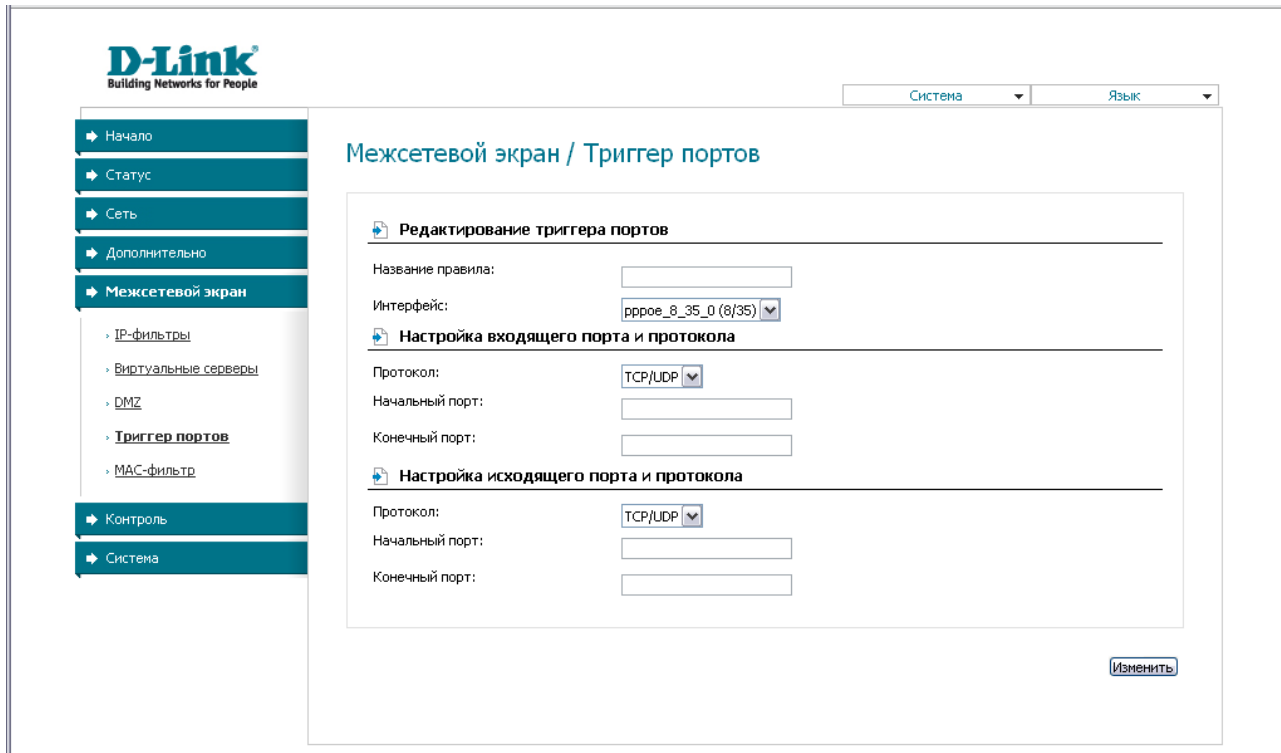 D-Link
Building Networks for People
Система
Язык
Начало
Статус
Сеть
Дополнительно
Межсетевой экран
IP-фильтры
Виртуальные серверы
DMZ
Триггер портов
MAC-фильтр
Контроль
Система
Межсетевой экран / Триггер портов
Редактирование триггера портов
Название правила:
Интерфейс: pppoe_8_35_0 (8/35)
Настройка входящего порта и протокола
Протокол: TCP/UDP
Начальный порт:
Конечный порт:
Настройка исходящего порта и протокола
Протокол: TCP/UDP
Начальный порт:
Конечный порт:
Изменить